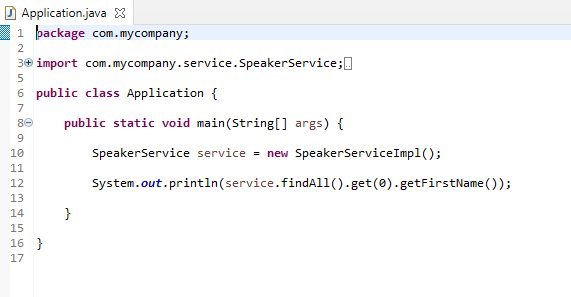 Application.java
1 package com.mycompany;
2
3 import com.mycompany.service.SpeakerService;
5
6 public class Application {
7
8 public static void main(String[] args) {
9
10 SpeakerService service = new SpeakerServiceImpl();
11
12 System.out.println(service.findAll().get(0).getFirstName());
13
14 }
15
16 }
17